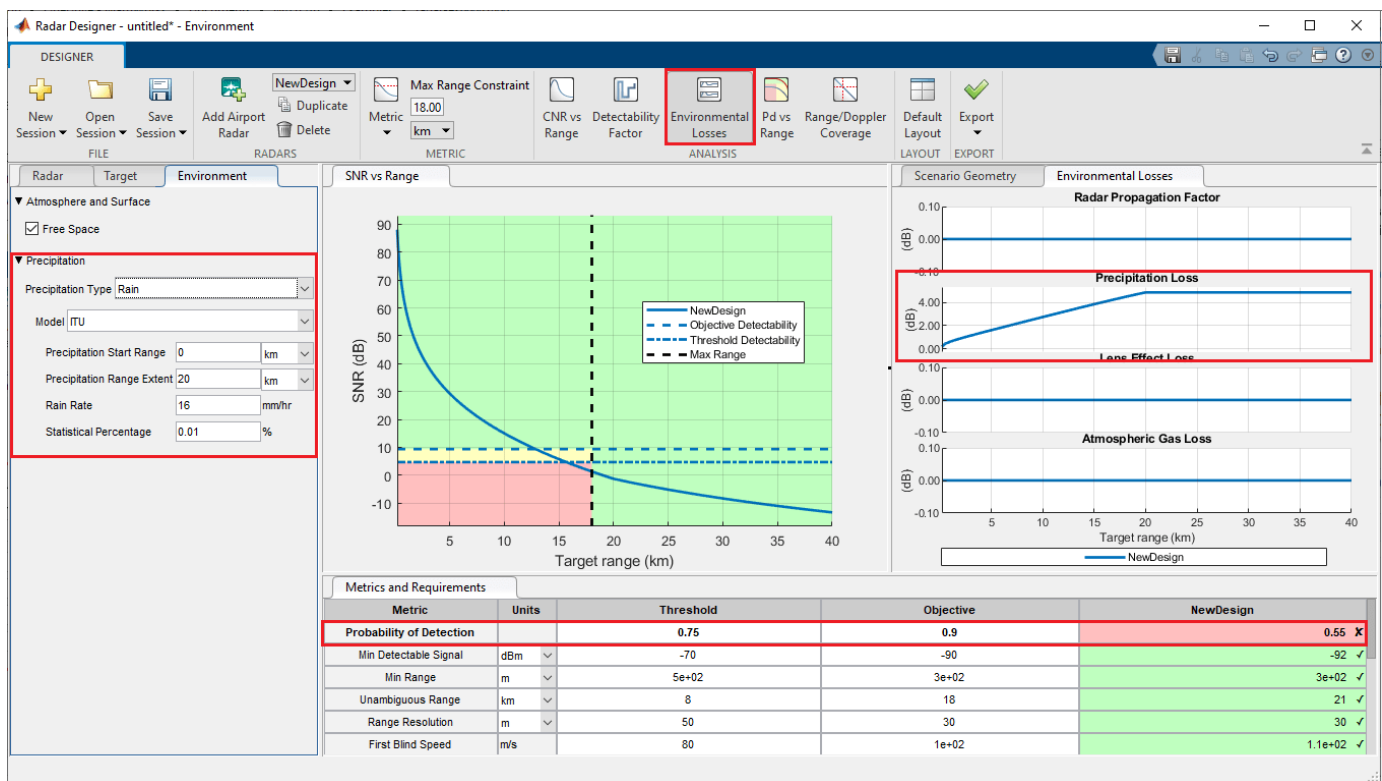 Radar Designer - untitled* - Environment
DESIGNER
New Session
Open Session
Save Session
FILE
Add Airport Radar
NewDesign
Duplicate
Delete
RADARS
Metric
Max Range Constraint
18.00
km
METRIC
CNR vs Range
Detectability Factor
Environmental Losses
Pd vs Range
Range/Doppler Coverage
ANALYSIS
Default Layout
LAYOUT
Export
EXPORT
Radar Target Environment
Atmosphere and Surface
Free Space
Precipitation
Precipitation Type Rain
Model ITU
Precipitation Start Range 0 km
Precipitation Range Extent 20 km
Rain Rate 16 mm/hr
Statistical Percentage 0.01 %
SNR vs Range
90
80
70
60
50
40
30
20
10
0
-10
SNR (dB)
NewDesign
Objective Detectability
Threshold Detectability
Max Range
5 10 15 20 25 30 35 40
Target range (km)
Scenario Geometry Environmental Losses
Radar Propagation Factor
0.10
0.00
-0.10
(dB)
Precipitation Loss
4.00
2.00
0.00
(dB)
Lens Effect Loss
0.10
0.00
-0.10
(dB)
Atmospheric Gas Loss
0.10
0.00
-0.10
(dB)
5 10 15 20 25 30 35 40
Target range (km)
NewDesign
Metrics and Requirements
Metric Units Threshold Objective NewDesign
Probability of Detection 0.75 0.9 0.55 ✘
Min Detectable Signal dBm -70 -90 -92 ✓
Min Range m 5e+02 3e+02 3e+02 ✓
Unambiguous Range km 8 18 21 ✓
Range Resolution m 50 30 30 ✓
First Blind Speed m/s 80 1e+02 1.1e+02 ✓